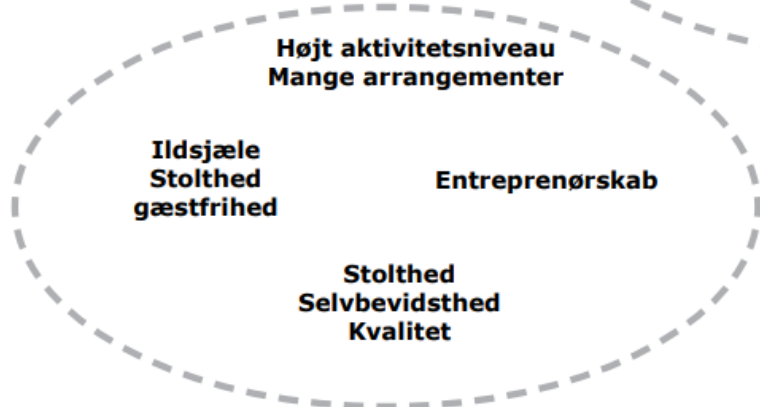 Højt aktivitetsniveau
Mange arrangementer
Ildsjæle
Stolthed
gæstfrihed
Entreprenørskab
Stolthed
Selvbevidsthed
Kvalitet